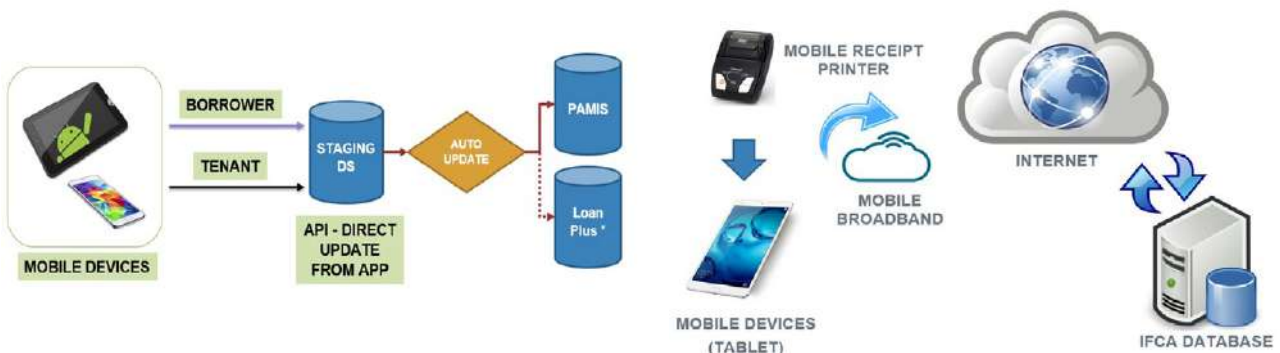 BORROWER
TENANT
MOBILE DEVICES
STAGING
DS
API - DIRECT
UPDATE
FROM APP
AUTO
UPDATE
PAMIS
Loan
Plus *
MOBILE RECEIPT
PRINTER
MOBILE
BROADBAND
INTERNET
MOBILE DEVICES
(TABLET)
IFCA DATABASE